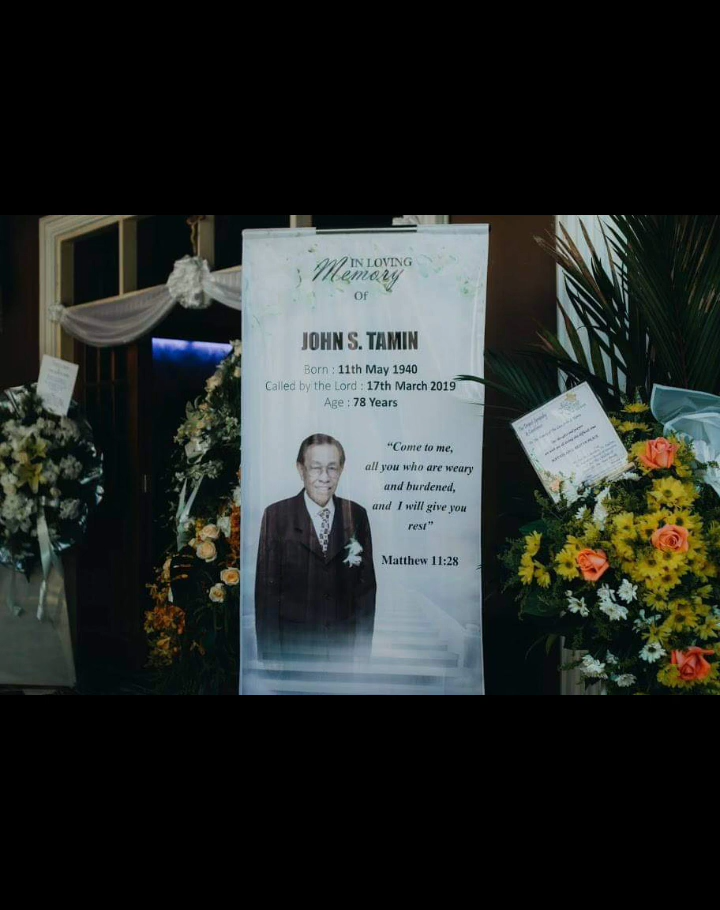 IN LOVING
Memory
Of
JOHN S. TAMIN
Born : 11th May 1940
Called by the Lord : 17th March 2019
Age : 78 Years
“Come to me,
all you who are weary
and burdened,
and I will give you
rest”
Matthew 11:28